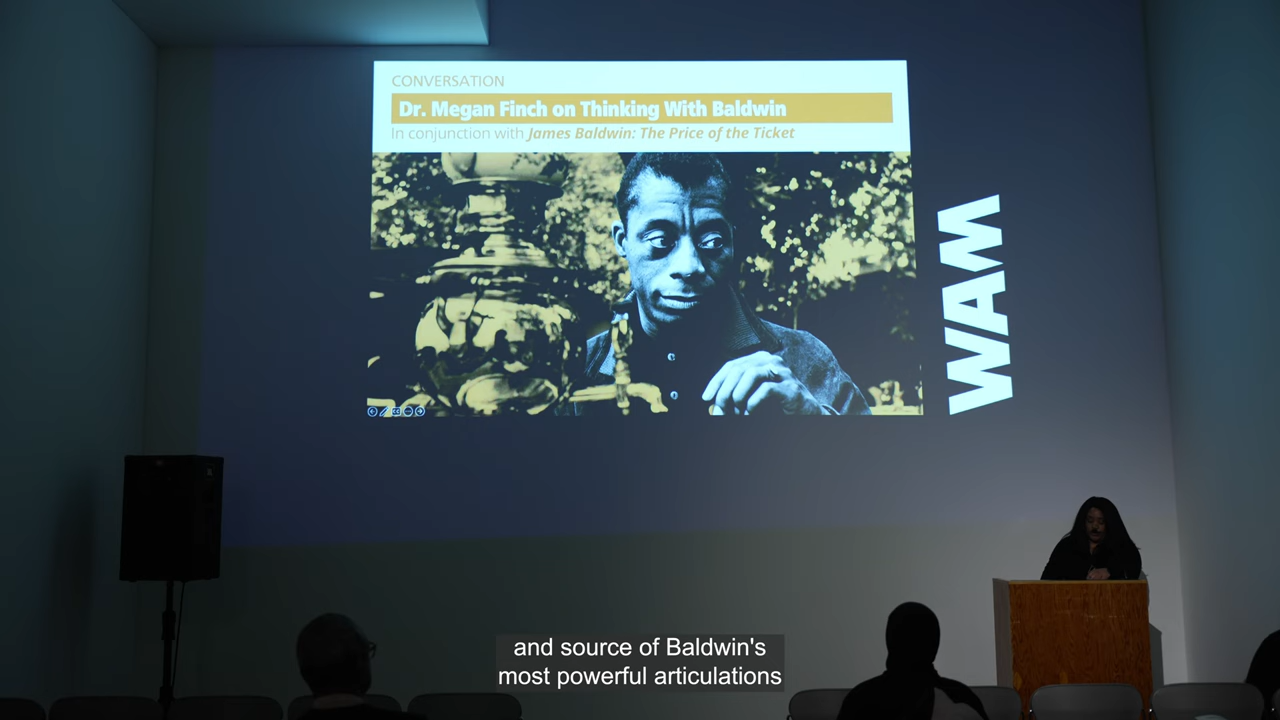 CONVERSATION
Dr. Megan Finch on Thinking With Baldwin
In conjunction with James Baldwin: The Price of the Ticket
WAM
and source of Baldwin's
most powerful articulations